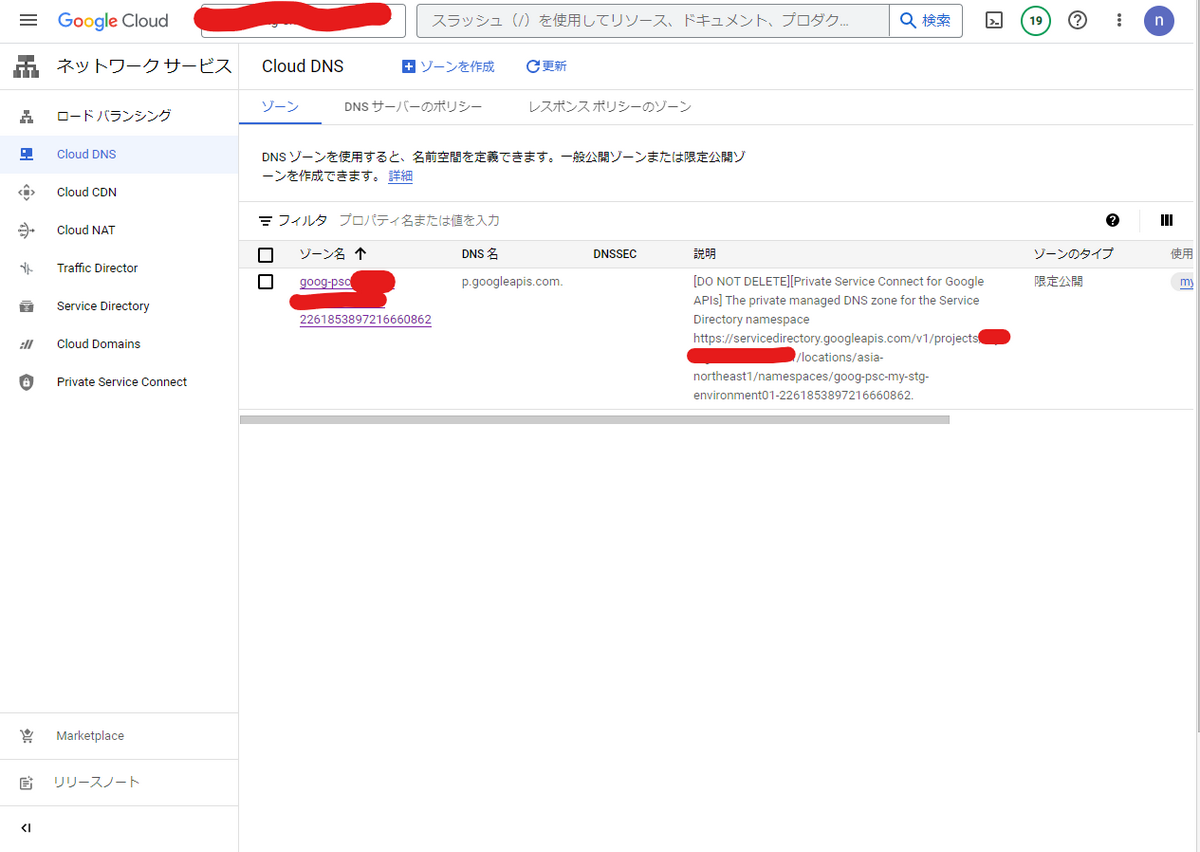 Google Cloud
スラッシュ（/）を使用してリソース、ドキュメント、プロダク...
検索
19
n
ネットワーク サービス
Cloud DNS
ゾーンを作成
更新
ロード バランシング
Cloud DNS
Cloud CDN
Cloud NAT
Traffic Director
Service Directory
Cloud Domains
Private Service Connect
ゾーン
DNS サーバーのポリシー
レスポンス ポリシーのゾーン
DNS ゾーンを使用すると、名前空間を定義できます。一般公開ゾーンまたは限定公開ゾ
ーンを作成できます。 詳細
フィルタ プロパティ名または値を入力
ゾーン名
DNS 名
DNSSEC
説明
ゾーンのタイプ
使用
goog-psc
2261853897216660862
p.googleapis.com.
[DO NOT DELETE][Private Service Connect for Google
APIs] The private managed DNS zone for the Service
Directory namespace
https://servicedirectory.googleapis.com/v1/projects
/locations/asia-
northeast1/namespaces/goog-psc-my-stg-
environment01-2261853897216660862.
限定公開
my
Marketplace
リリースノート